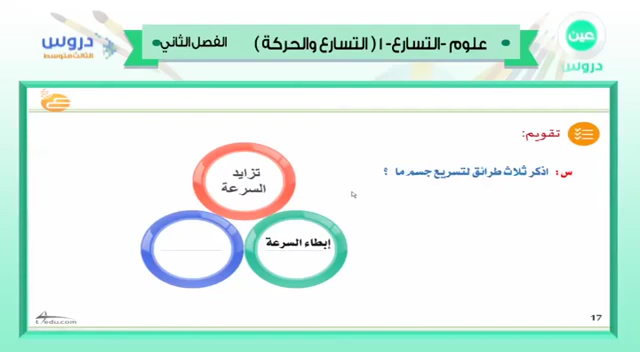 دروس
الثالث متوسط
الفصل الثاني
علوم -التسارع-١ ( التسارع والحركة )
عين
دروس
تقويم:
س: اذكر ثلاث طرائق لتسريع جسم ما ؟
تزايد
السرعة
إبطاء السرعة
17